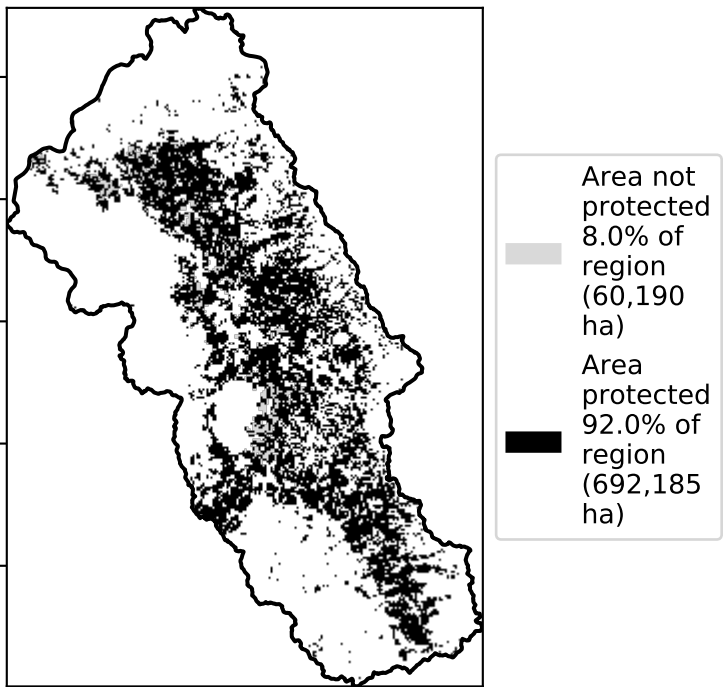 Area not
protected
8.0% of
region
(60,190
ha)
Area
protected
92.0% of
region
(692,185
ha)